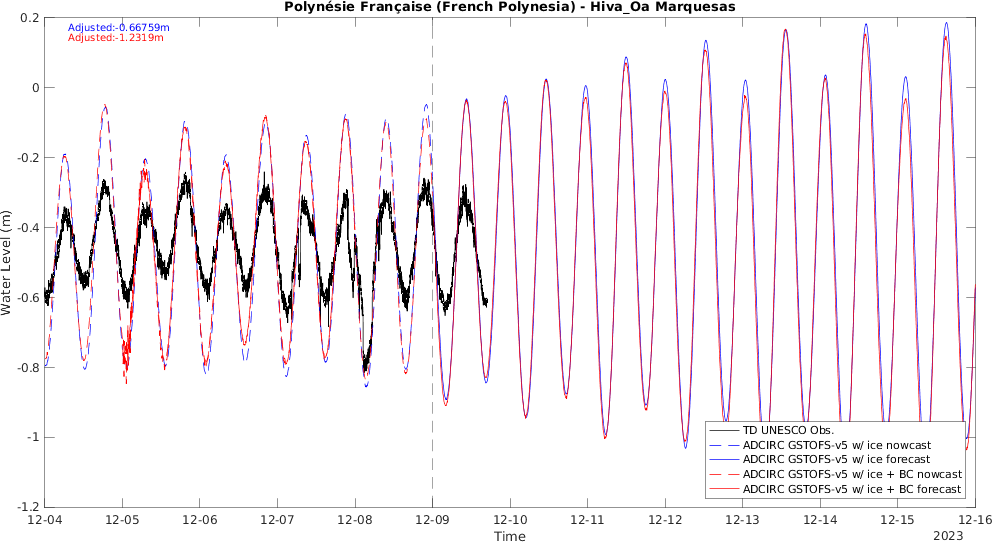 Polynésie Française (French Polynesia) - Hiva_Oa Marquesas
Adjusted:-0.66759m
Adjusted:-1.2319m
0.2
0
-0.2
-0.4
-0.6
-0.8
-1
-1.2
Water Level (m)
TD UNESCO Obs.
ADCIRC GSTOFS-v5 w/ ice nowcast
ADCIRC GSTOFS-v5 w/ ice forecast
ADCIRC GSTOFS-v5 w/ ice + BC nowcast
ADCIRC GSTOFS-v5 w/ ice + BC forecast
12-04 12-05 12-06 12-07 12-08 12-09 12-10 12-11 12-12 12-13 12-14 12-15 12-16
Time
2023